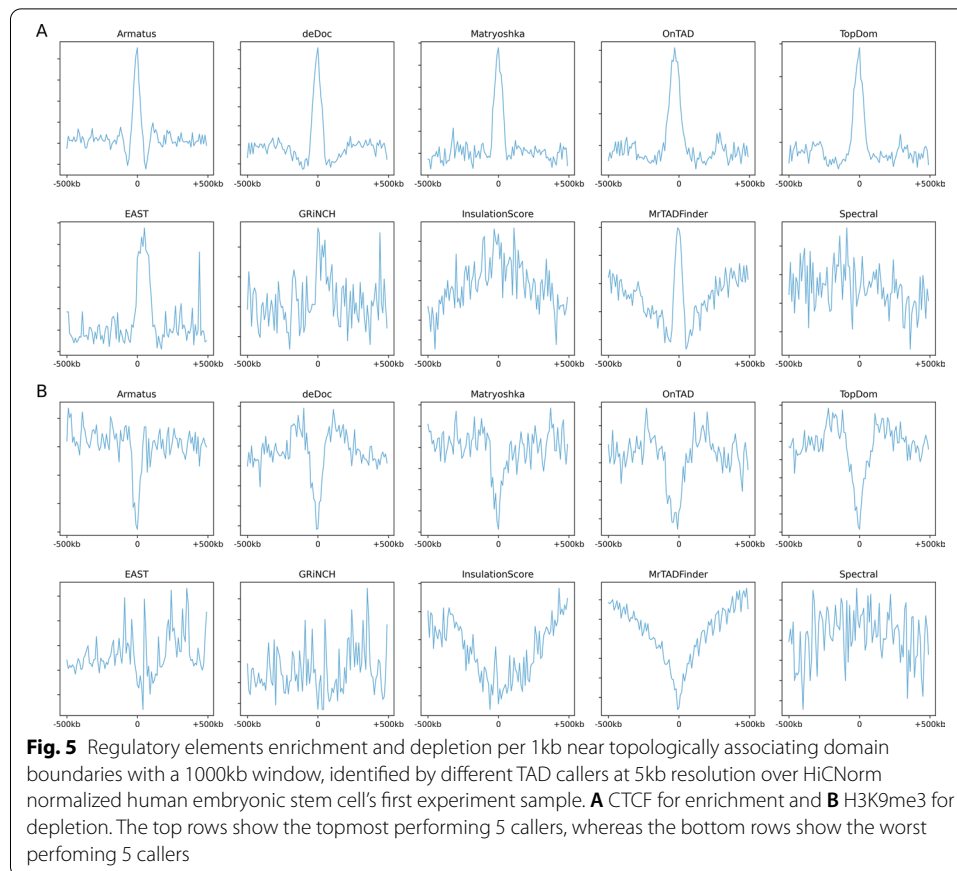 A
Armatus deDoc Matryoshka OnTAD TopDom
-500kb 0 +500kb -500kb 0 +500kb -500kb 0 +500kb -500kb 0 +500kb -500kb 0 +500kb
EAST GRiNCH InsulationScore MrTADFinder Spectral
-500kb 0 +500kb -500kb 0 +500kb -500kb 0 +500kb -500kb 0 +500kb -500kb 0 +500kb
B
Armatus deDoc Matryoshka OnTAD TopDom
-500kb 0 +500kb -500kb 0 +500kb -500kb 0 +500kb -500kb 0 +500kb -500kb 0 +500kb
EAST GRiNCH InsulationScore MrTADFinder Spectral
-500kb 0 +500kb -500kb 0 +500kb -500kb 0 +500kb -500kb 0 +500kb -500kb 0 +500kb
Fig. 5 Regulatory elements enrichment and depletion per 1kb near topologically associating domain
boundaries with a 1000kb window, identified by different TAD callers at 5kb resolution over HiCNorm
normalized human embryonic stem cell's first experiment sample. A CTCF for enrichment and B H3K9me3 for
depletion. The top rows show the topmost performing 5 callers, whereas the bottom rows show the worst
perfoming 5 callers